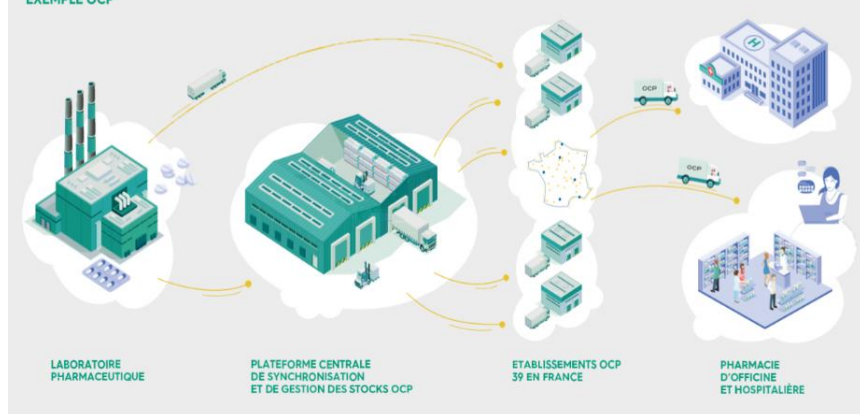 EXEMPLE OCP
H
OCP
OCP
LABORATOIRE
PHARMACEUTIQUE
PLATEFORME CENTRALE
DE SYNCHRONISATION
ET DE GESTION DES STOCKS OCP
ETABLISSEMENTS OCP
39 EN FRANCE
PHARMACIE
D'OFFICINE
ET HOSPITALIÈRE